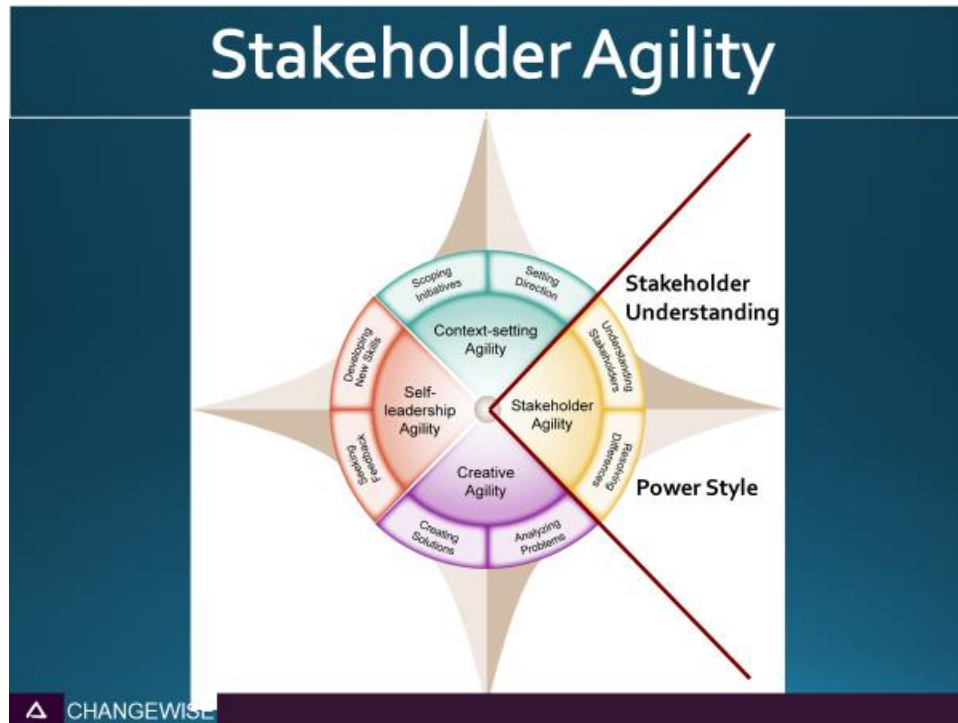 Stakeholder Agility
Scoping
Initiatives
Setting
Direction
Stakeholder
Understanding
Understanding
Stakeholders
Developing
New Skills
Context-setting
Agility
Self-
leadership
Agility
Stakeholder
Agility
Seeking
Feedback
Resolving
Differences
Power Style
Creative
Agility
Creating
Solutions
Analyzing
Problems
CHANGEWISE